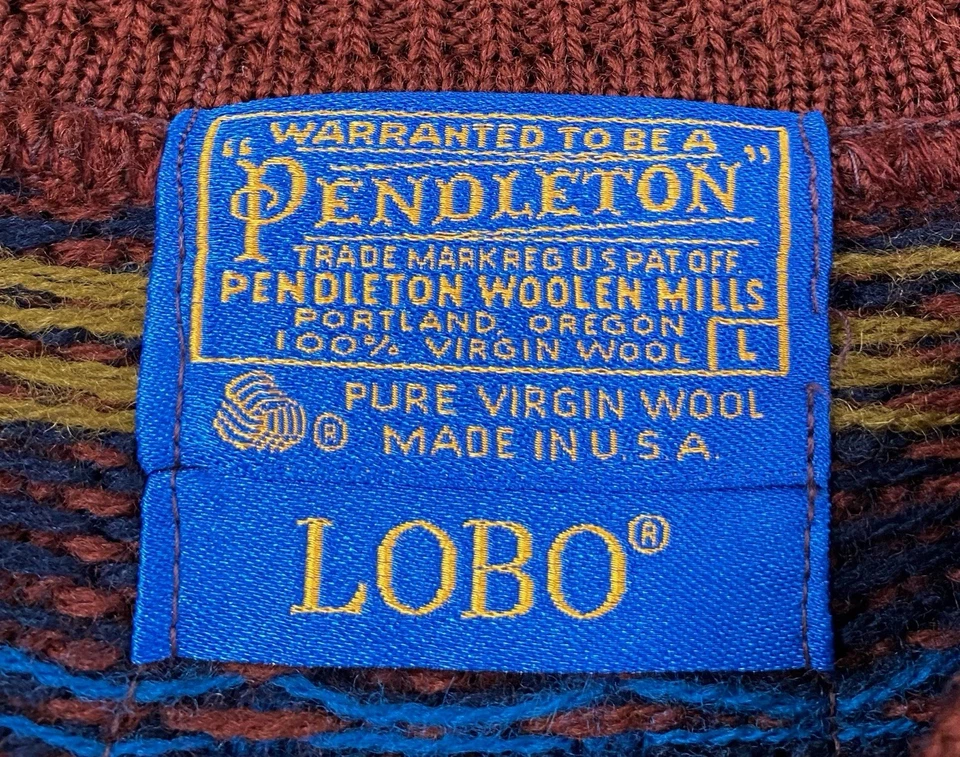 WARRANTED TO BE A
"PENDLETON"
TRADE MARK REG U S PAT. OFF.
PENDLETON WOOLEN MILLS
PORTLAND, OREGON
100% VIRGIN WOOL L
® PURE VIRGIN WOOL
MADE IN U.S.A.
LOBO®